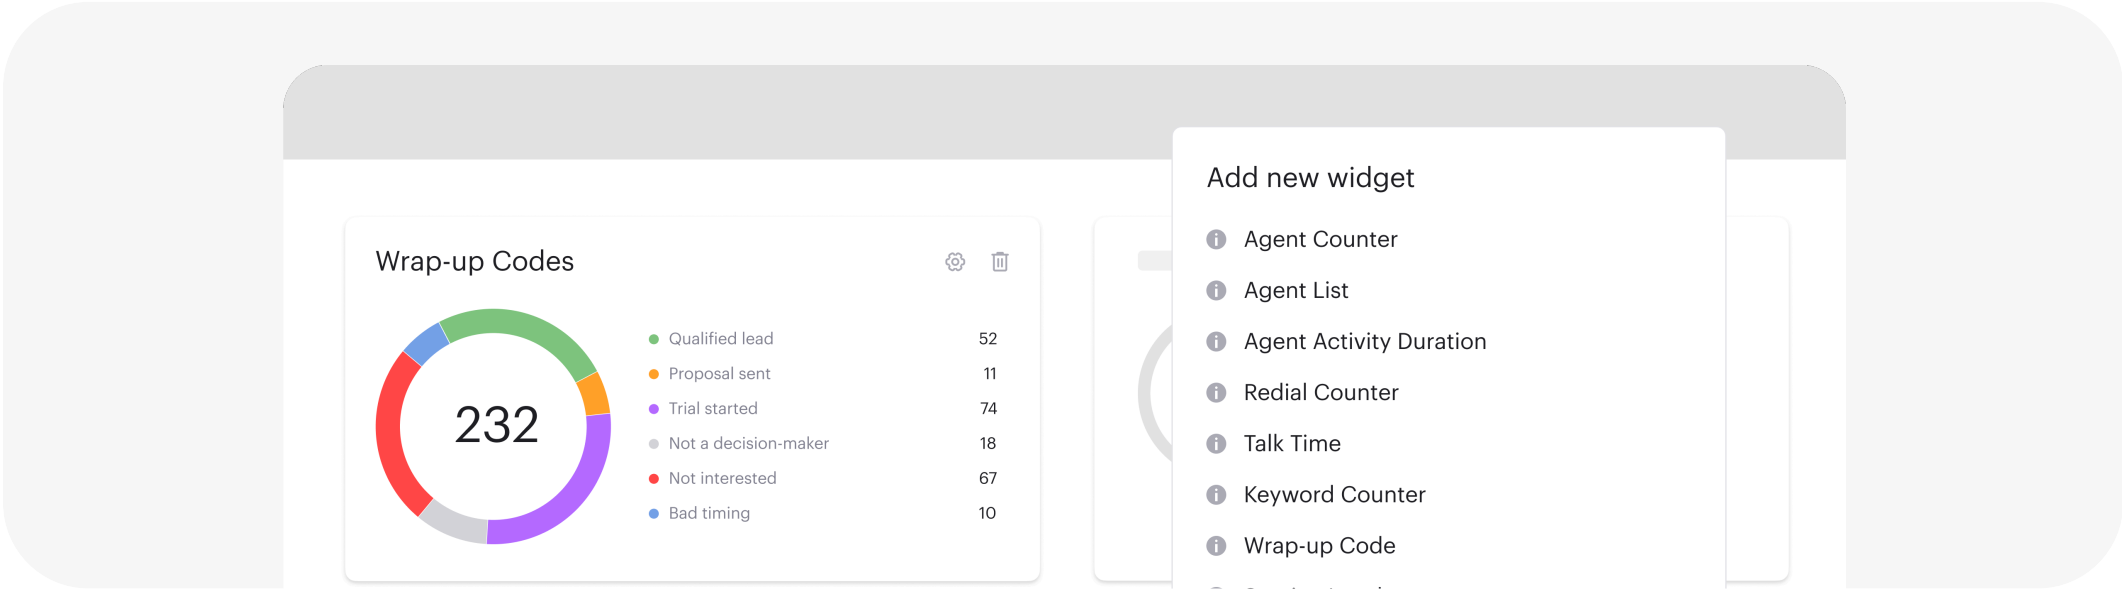 Wrap-up Codes
232
Qualified lead 52
Proposal sent 11
Trial started 74
Not a decision-maker 18
Not interested 67
Bad timing 10
Add new widget
Agent Counter
Agent List
Agent Activity Duration
Redial Counter
Talk Time
Keyword Counter
Wrap-up Code